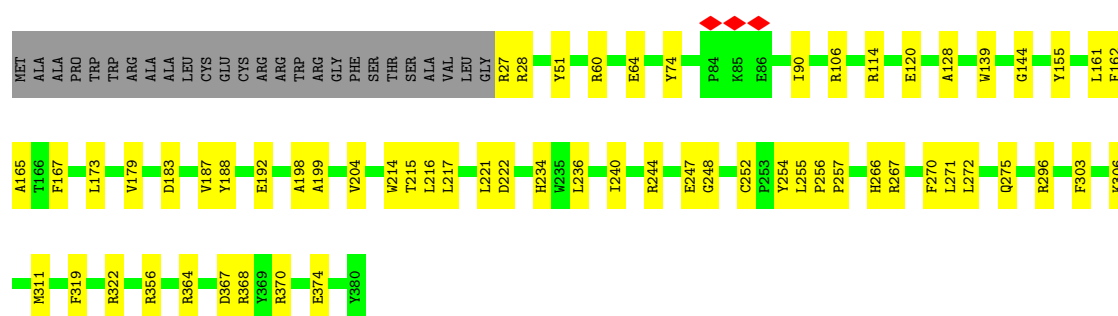 MET ALA ALA PRO TRP TRP ARG ALA ALA LEU CYS GLU CYS ARG ARG TRP ARG GLY PHE SER THR SER ALA VAL LEU GLY R27 R28 Y51 R60 E64 Y74 P84 K85 E86 I90 R106 R114 E120 A128 W139 G144 Y155 L161 F162
A165 T166 F167 L173 V179 D183 V187 Y188 E192 A198 A199 V204 W214 T215 L216 L217 L221 D222 H234 W235 L236 I240 R244 E247 G248 C252 P253 Y254 L255 P256 P257 H266 R267 F270 L271 L272 Q275 R296 F303 K306
M311 F319 R322 R356 R364 D367 R368 Y369 R370 E374 Y380